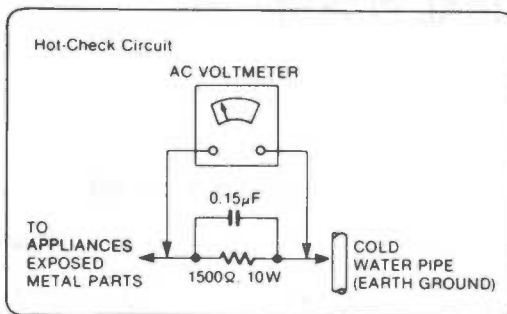 Hot-Check Circuit
AC VOLTMETER
0.15µF
TO
APPLIANCES
EXPOSED
METAL PARTS
1500Ω, 10W
COLD
WATER PIPE
(EARTH GROUND)